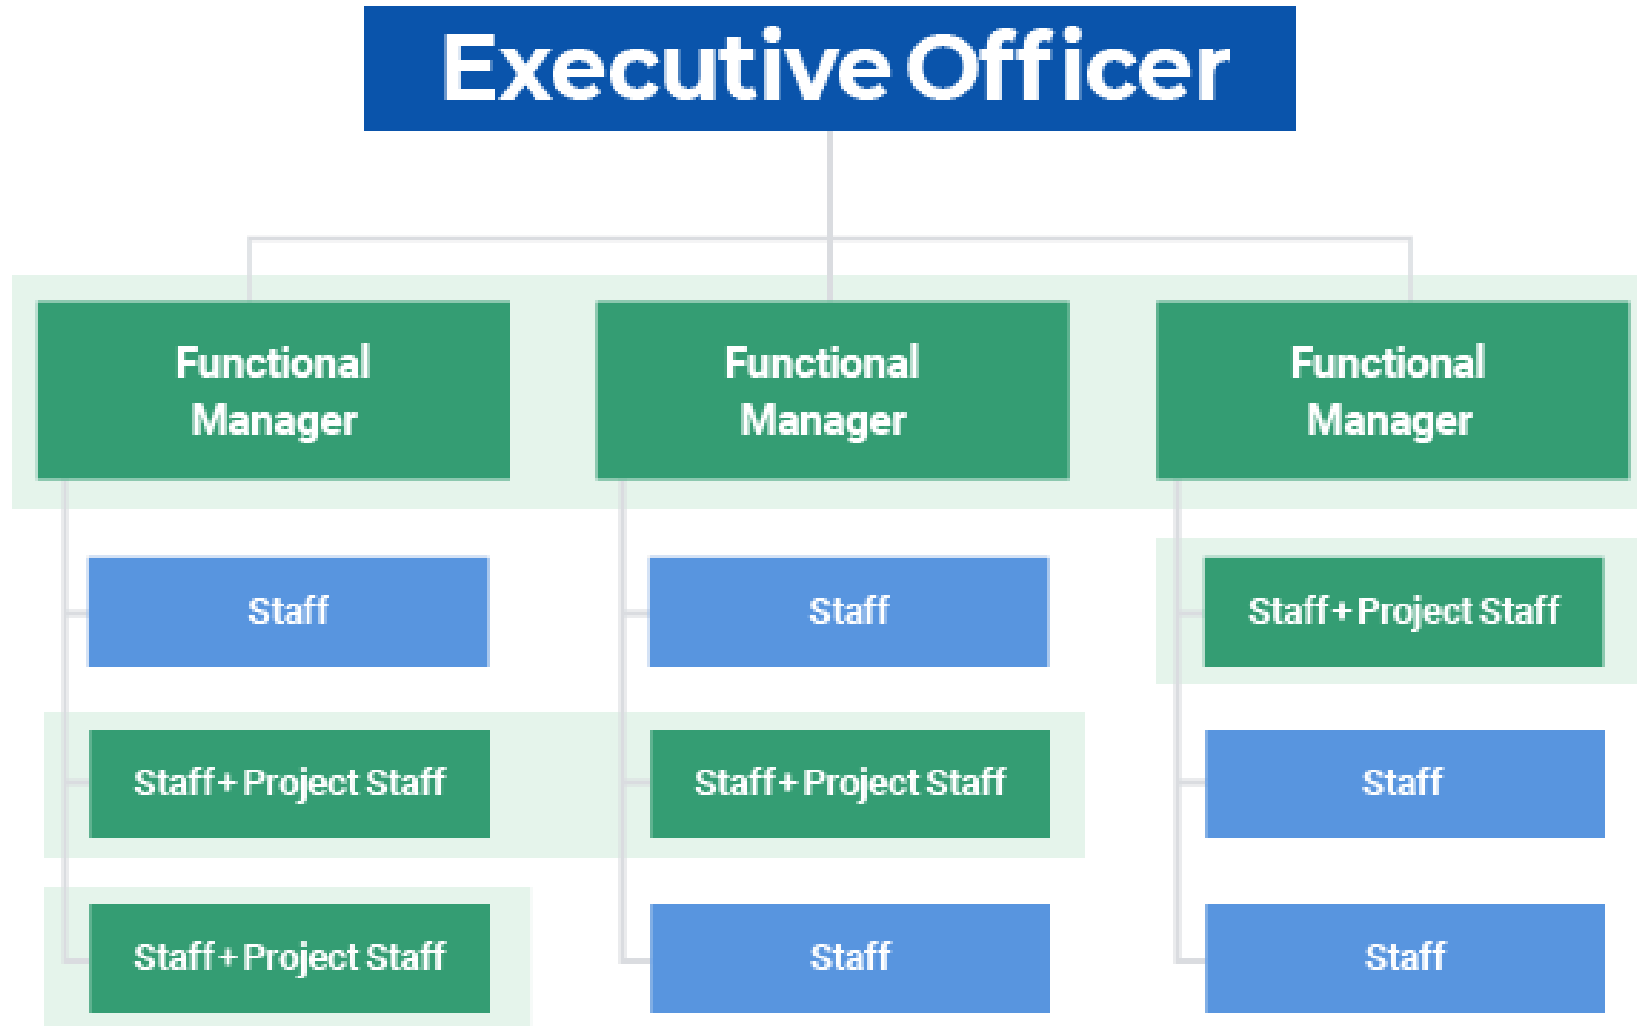 Executive Officer
Functional
Manager
Functional
Manager
Functional
Manager
Staff
Staff
Staff + Project Staff
Staff + Project Staff
Staff + Project Staff
Staff
Staff + Project Staff
Staff
Staff